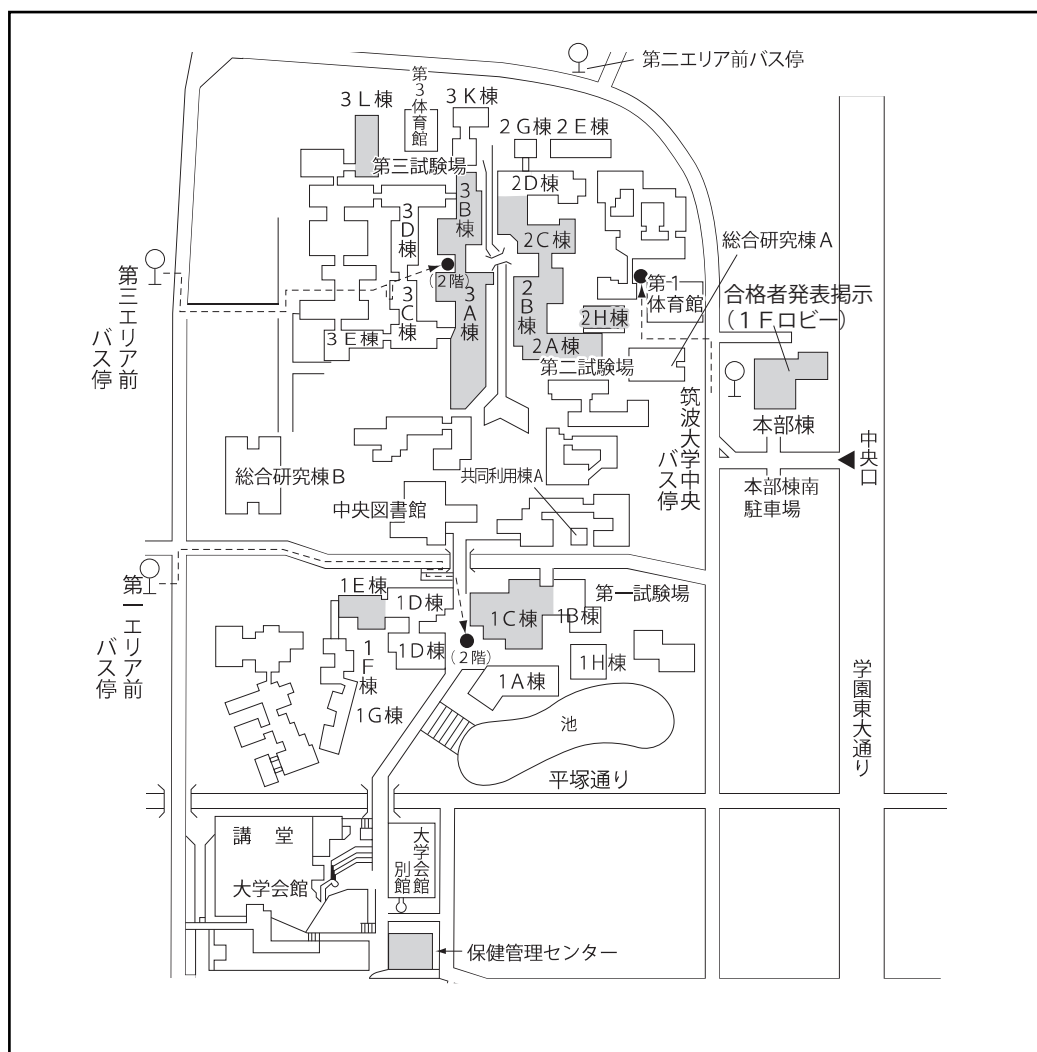 第二エリア前バス停
第3体育館
3L棟
3K棟
2G棟
2E棟
第三試験場
2D棟
3B棟
3D棟
2C棟
総合研究棟A
第三エリア前
バス停
(2階)
第1
体育館
合格者発表掲示
(1Fロビー)
3C棟
3A棟
2B棟
2H棟
3E棟
2A棟
第二試験場
筑波大学中央
バス停
本部棟
中央口
総合研究棟B
共同利用棟A
本部棟南
駐車場
中央図書館
第一エリア前
バス停
1E棟
1D棟
1C棟
1B棟
第一試験場
1F棟
1D棟
(2階)
1H棟
1A棟
1G棟
池
学園東大通り
平塚通り
講堂
大学会館
別館
大学会館
保健管理センター